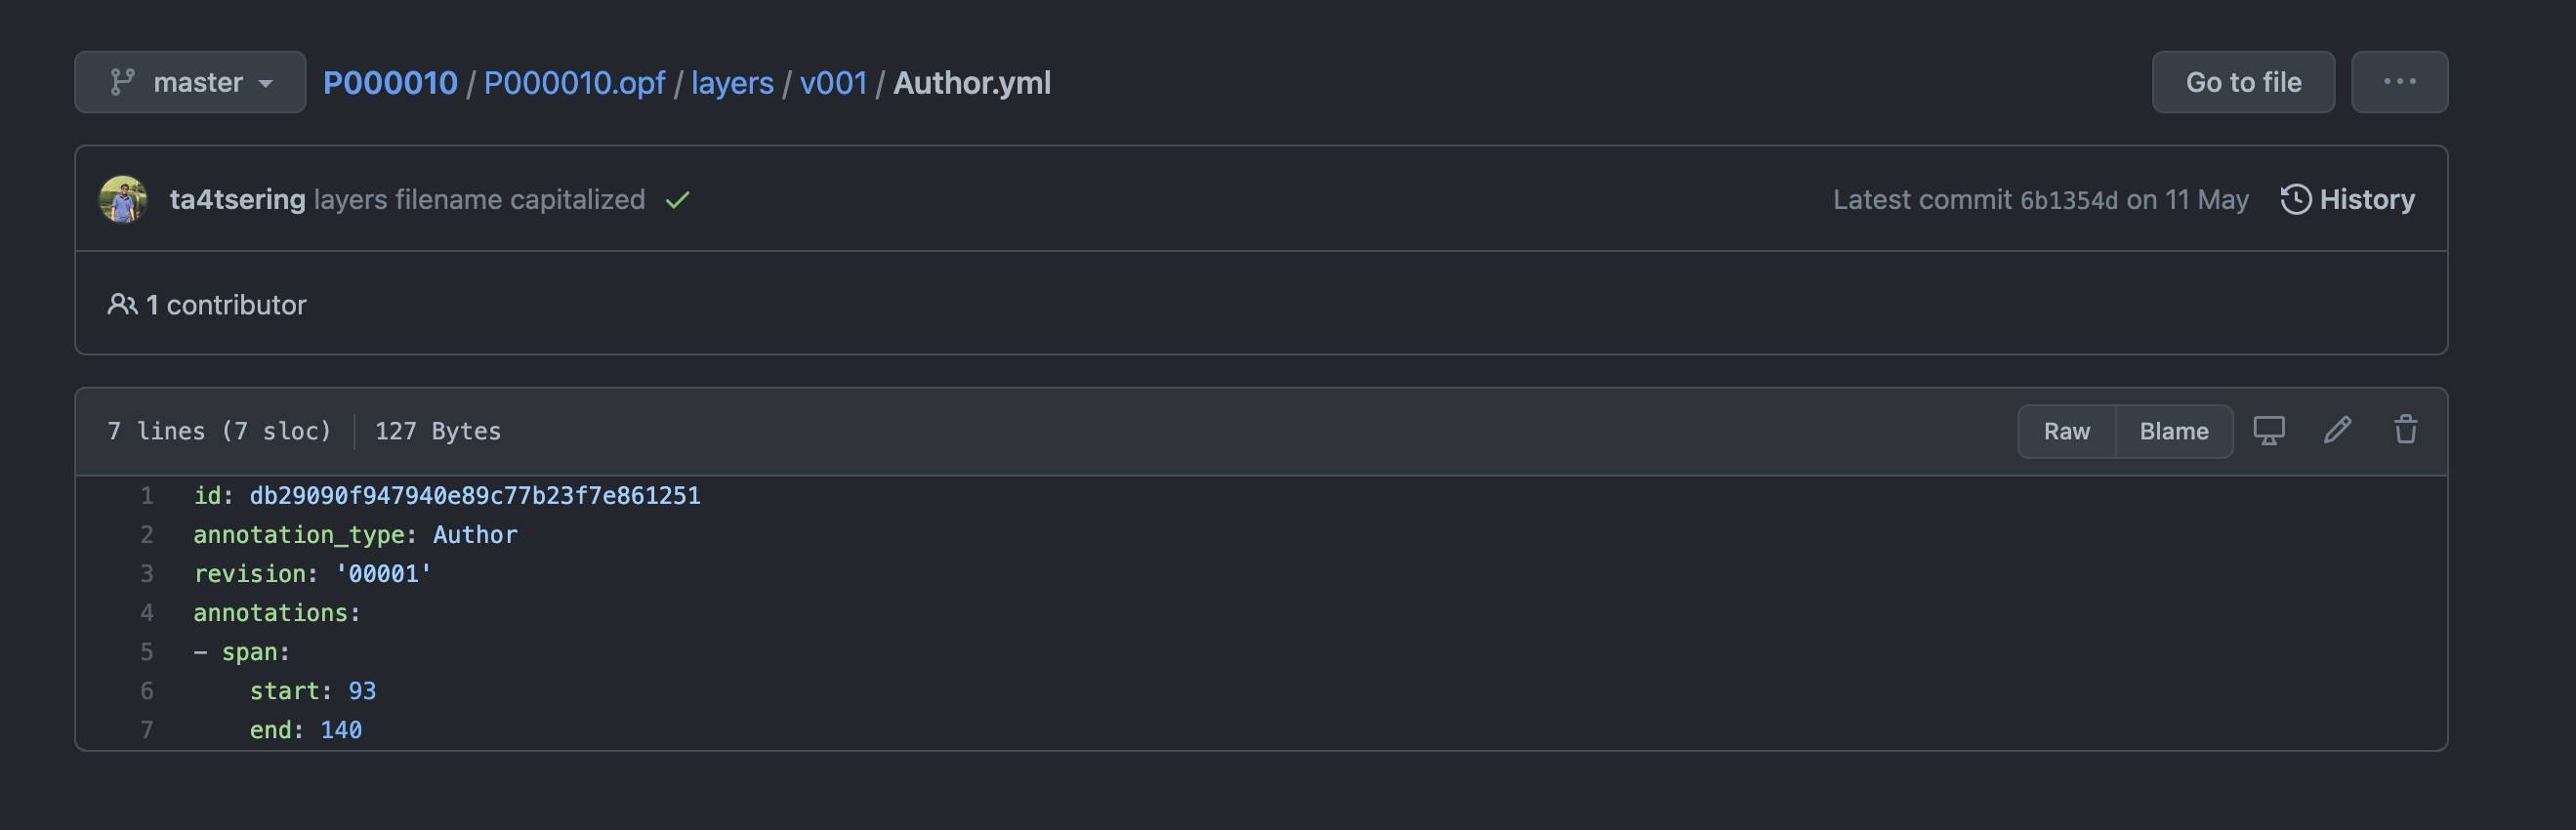 master P000010 / P000010.opf / layers / v001 / Author.yml Go to file ...
ta4tsering layers filename capitalized Latest commit 6b1354d on 11 May History
1 contributor
7 lines (7 sloc) 127 Bytes Raw Blame
1 id: db29090f947940e89c77b23f7e861251
2 annotation_type: Author
3 revision: '00001'
4 annotations:
5 - span:
6 start: 93
7 end: 140